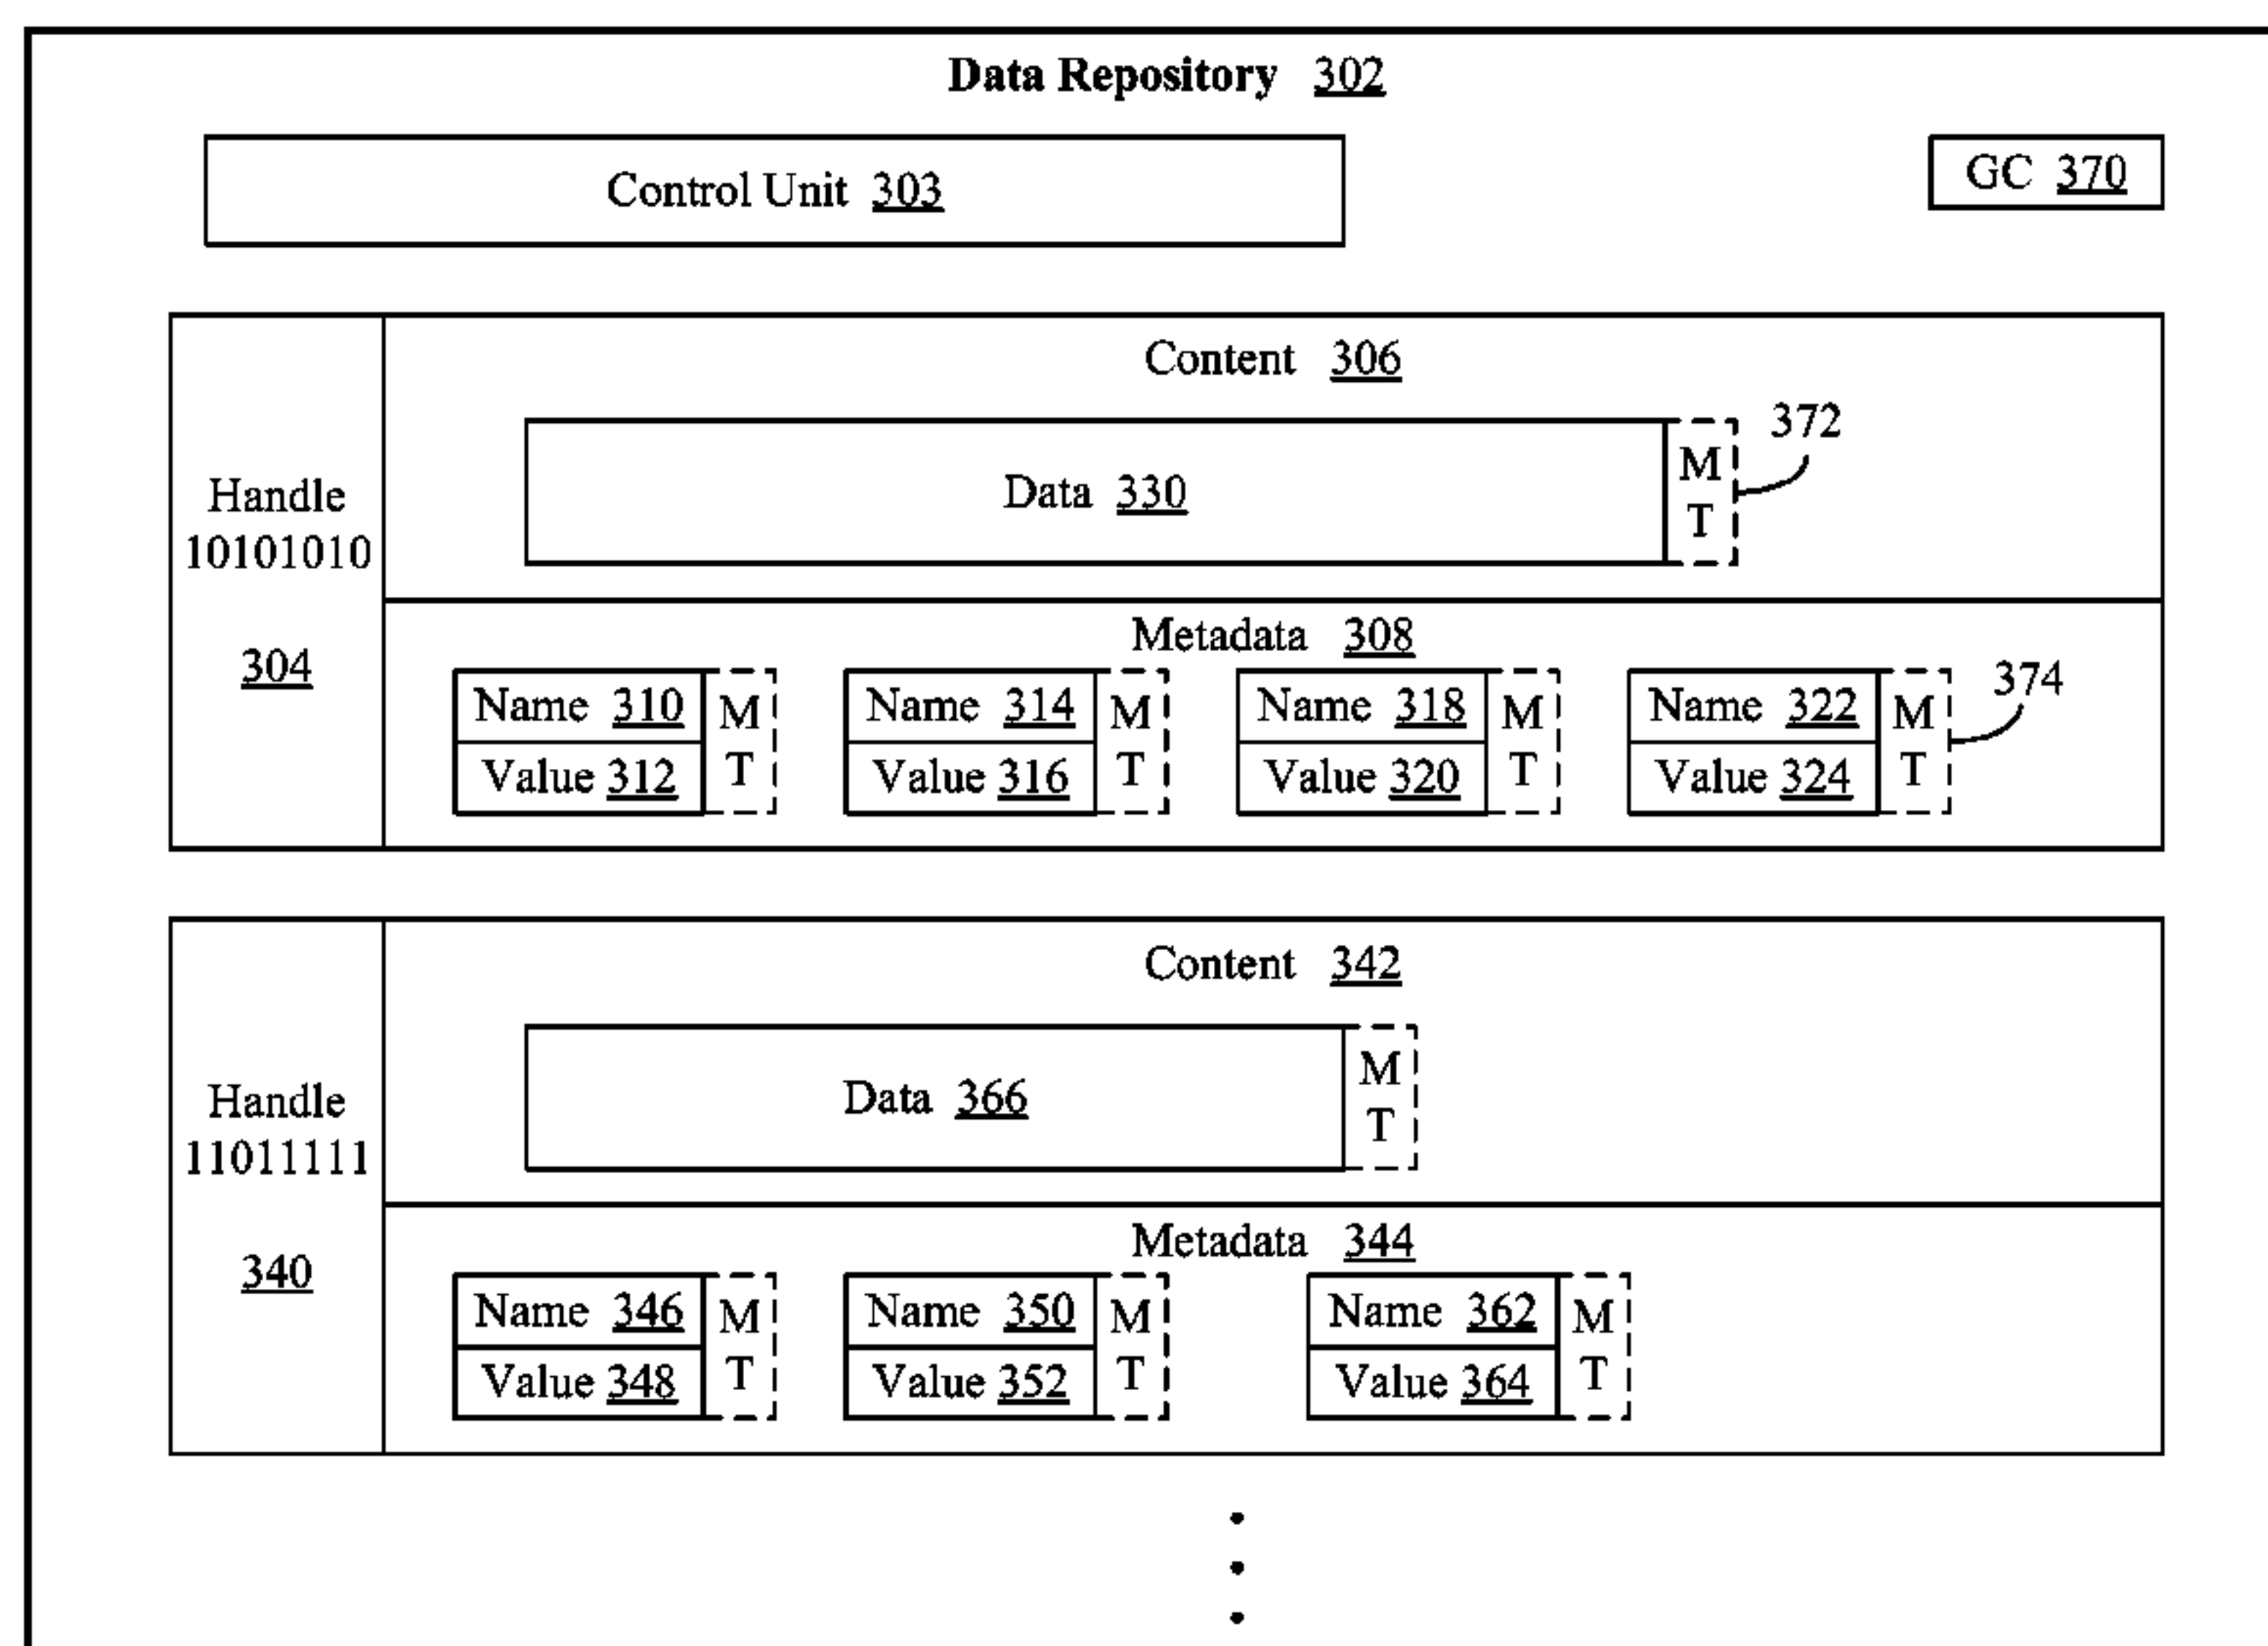 Data Repository 302
Control Unit 303
GC 370
Handle
10101010
304
Content 306
Data 330
M
T
372
Metadata 308
Name 310
Value 312
M
T
Name 314
Value 316
M
T
Name 318
Value 320
M
T
Name 322
Value 324
M
T
374
Handle
11011111
340
Content 342
Data 366
M
T
Metadata 344
Name 346
Value 348
M
T
Name 350
Value 352
M
T
Name 362
Value 364
M
T